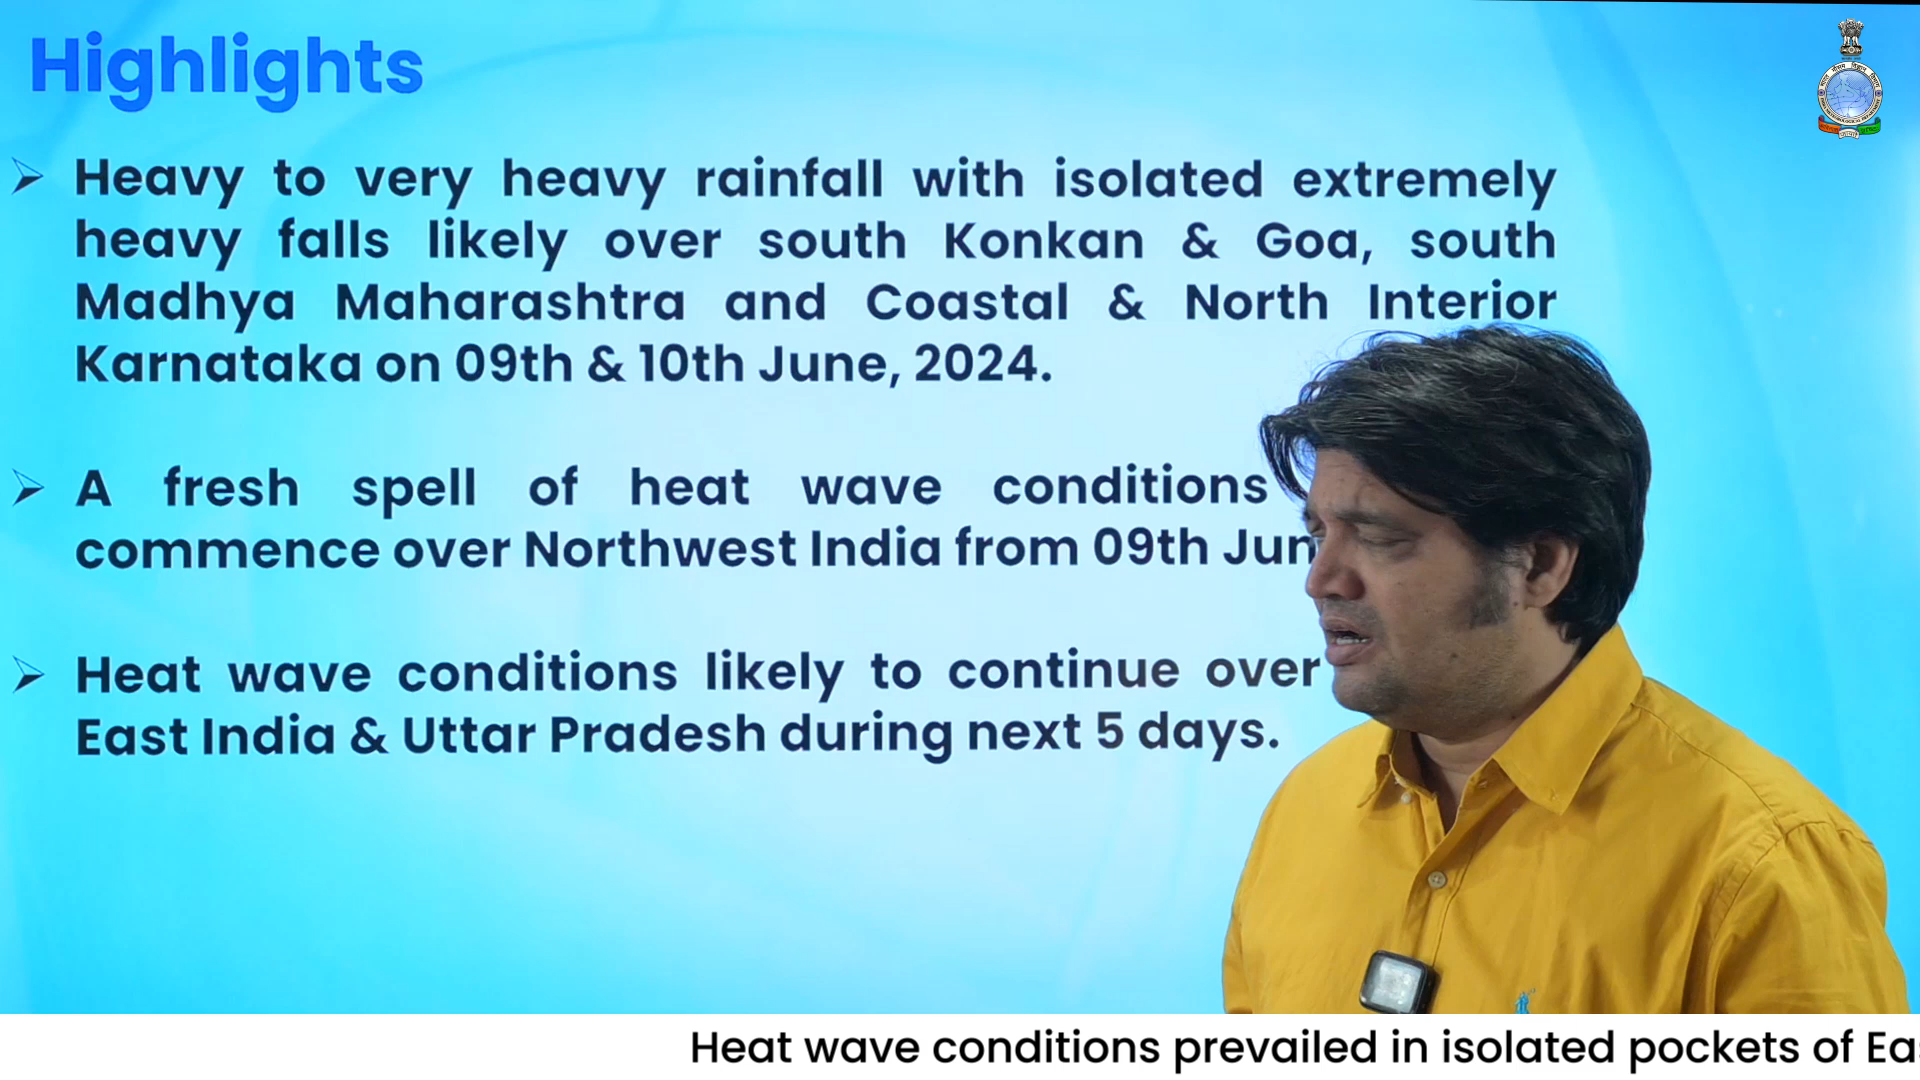 Highlights
➢ Heavy to very heavy rainfall with isolated extremely
heavy falls likely over south Konkan & Goa, south
Madhya Maharashtra and Coastal & North Interior
Karnataka on 09th & 10th June, 2024.
➢ A fresh spell of heat wave conditions
commence over Northwest India from 09th
➢ Heat wave conditions likely to continue over
East India & Uttar Pradesh during next 5 days.
Heat wave conditions prevailed in isolated pockets of